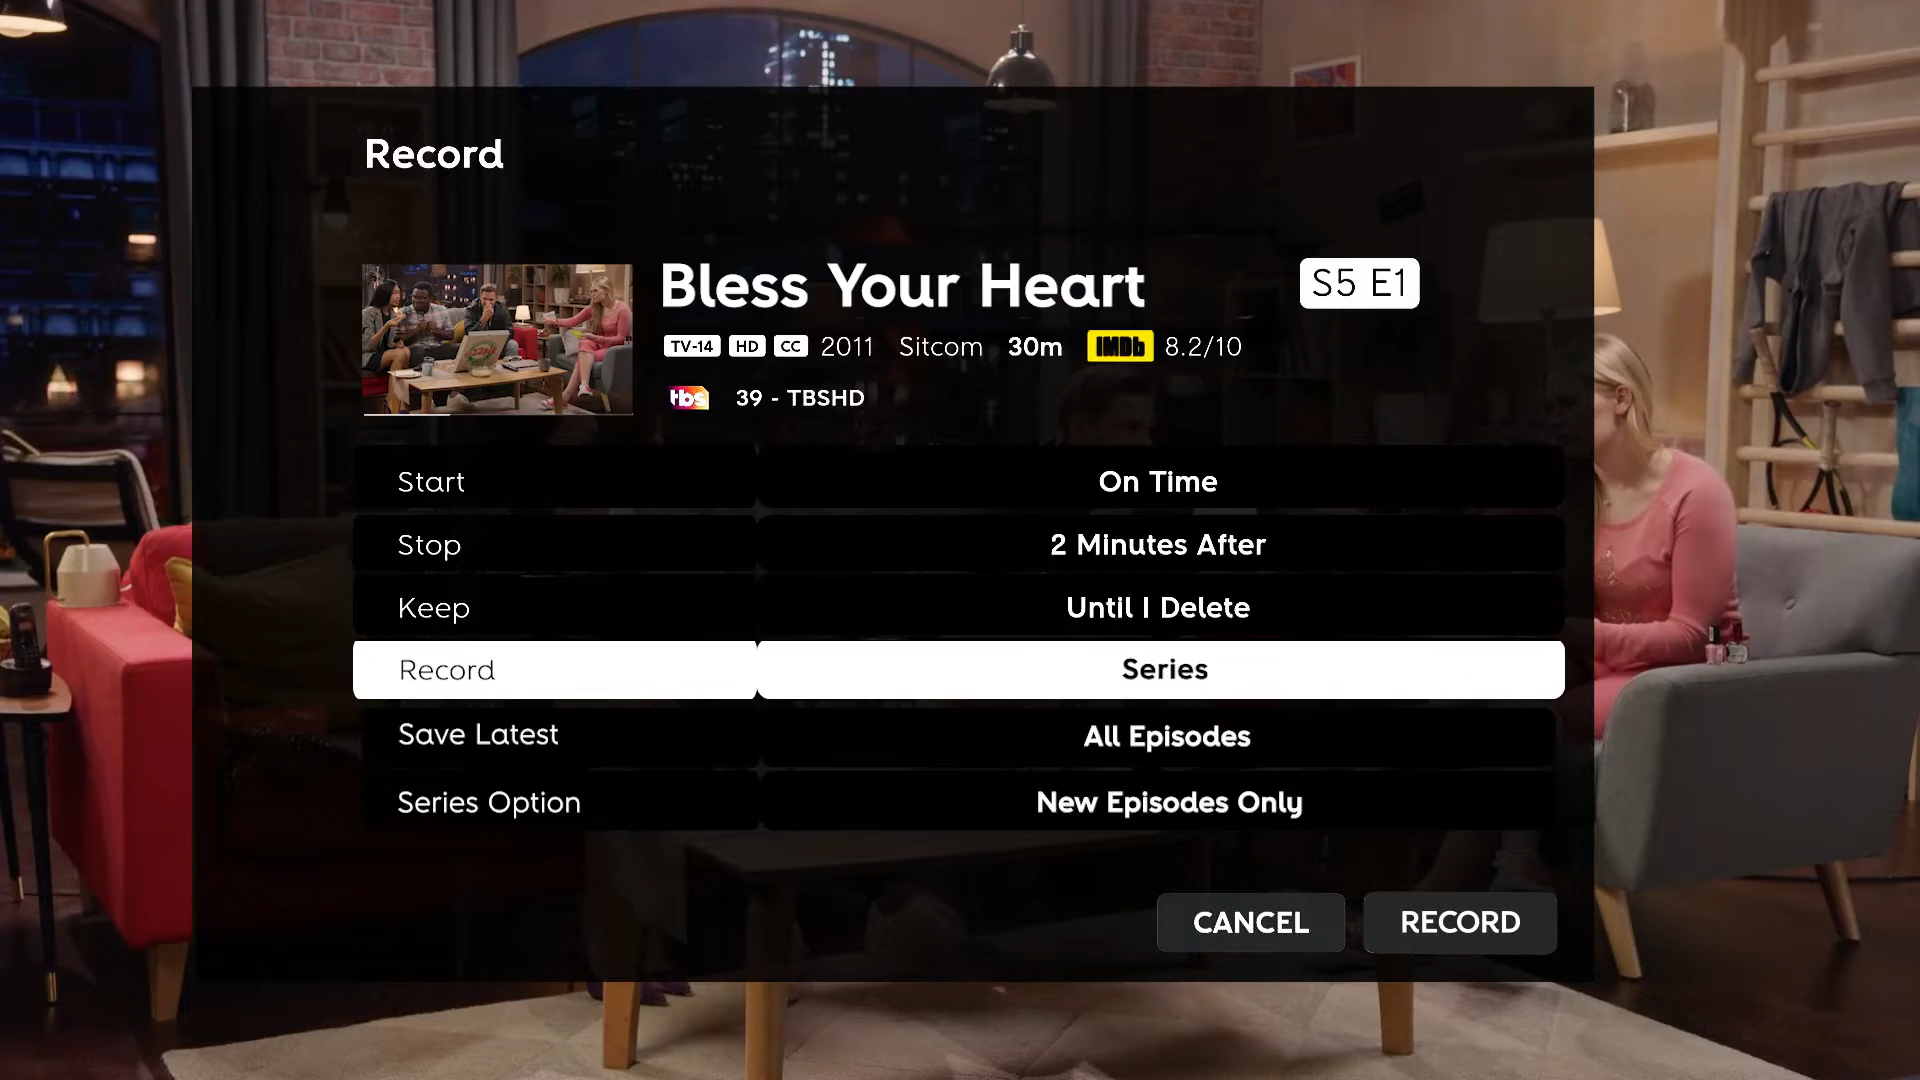 Record
Bless Your Heart S5 E1
TV-14 HD CC 2011 Sitcom 30m IMDb 8.2/10
tbs 39 - TBSHD
Start On Time
Stop 2 Minutes After
Keep Until I Delete
Record Series
Save Latest All Episodes
Series Option New Episodes Only
CANCEL RECORD